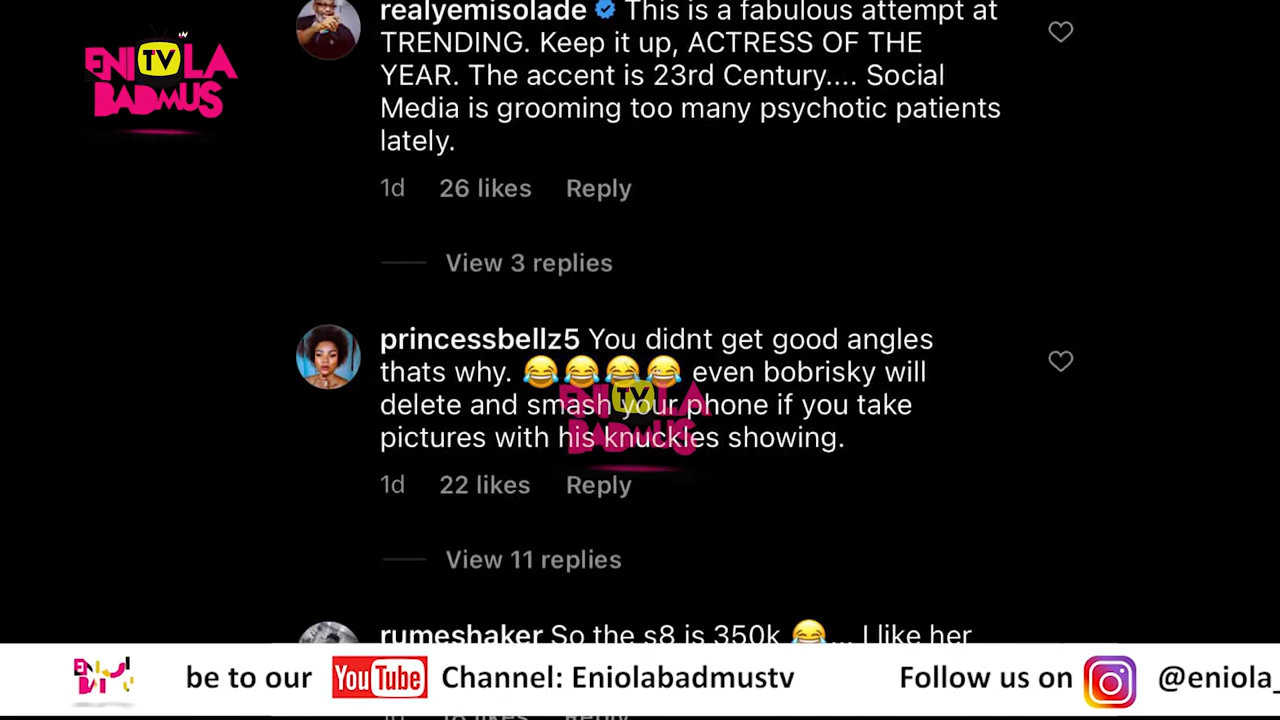 realyemisolade This is a fabulous attempt at
TRENDING. Keep it up, ACTRESS OF THE
YEAR. The accent is 23rd Century.... Social
Media is grooming too many psychotic patients
lately.
1d 26 likes Reply
View 3 replies
princessbellz5 You didnt get good angles
thats why. 😂😂😂😂 even bobrisky will
delete and smash your phone if you take
pictures with his knuckles showing.
1d 22 likes Reply
View 11 replies
rumeshaker So the s8 is 350k 😂... I like her
ENIOLA
TV
BADMUS
ENIOLA
TV
BADMUS
be to our YouTube Channel: Eniolabadmustv Follow us on @eniola_